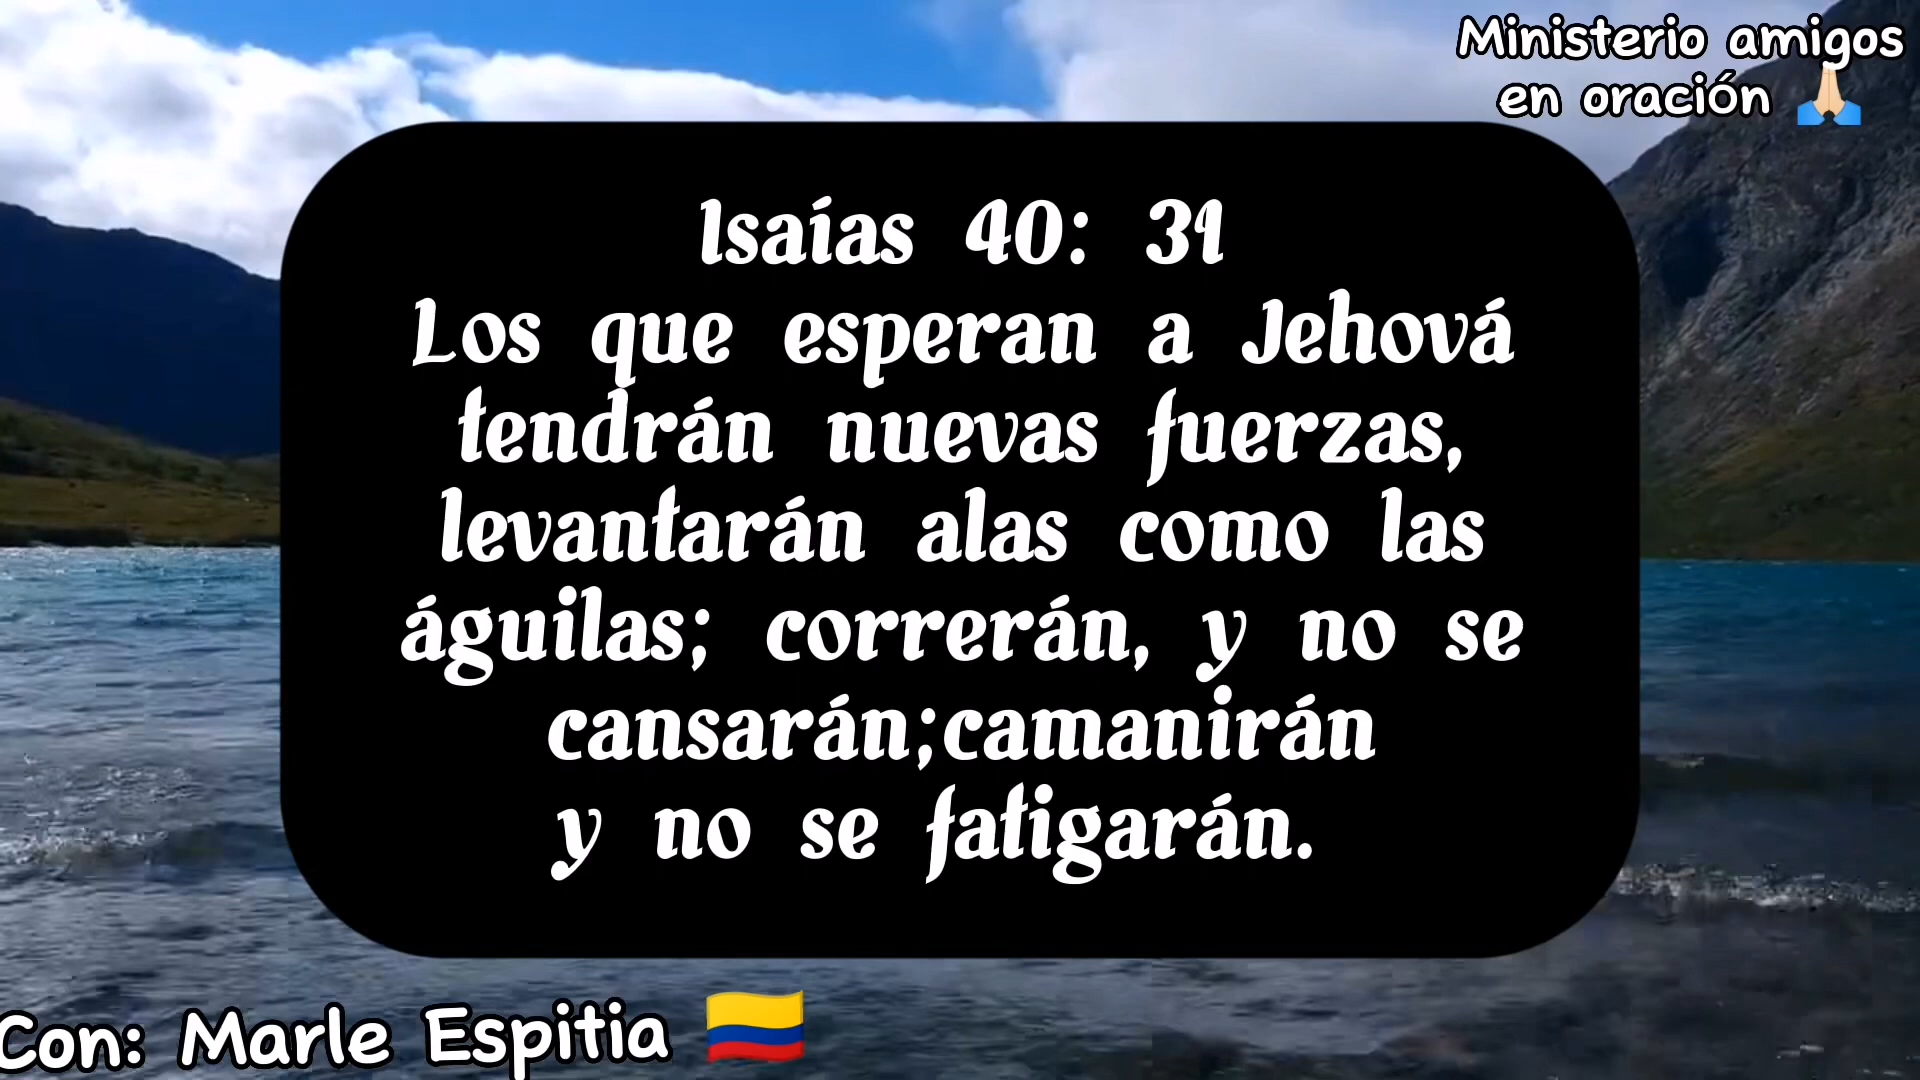 Ministerio amigos
en oración 🙏🏻
Isaías 40: 31
Los que esperan a Jehová
tendrán nuevas fuerzas,
levantarán alas como las
águilas; correrán, y no se
cansarán;camanirán
y no se fatigarán.
Con: Marle Espitia 🇨🇴